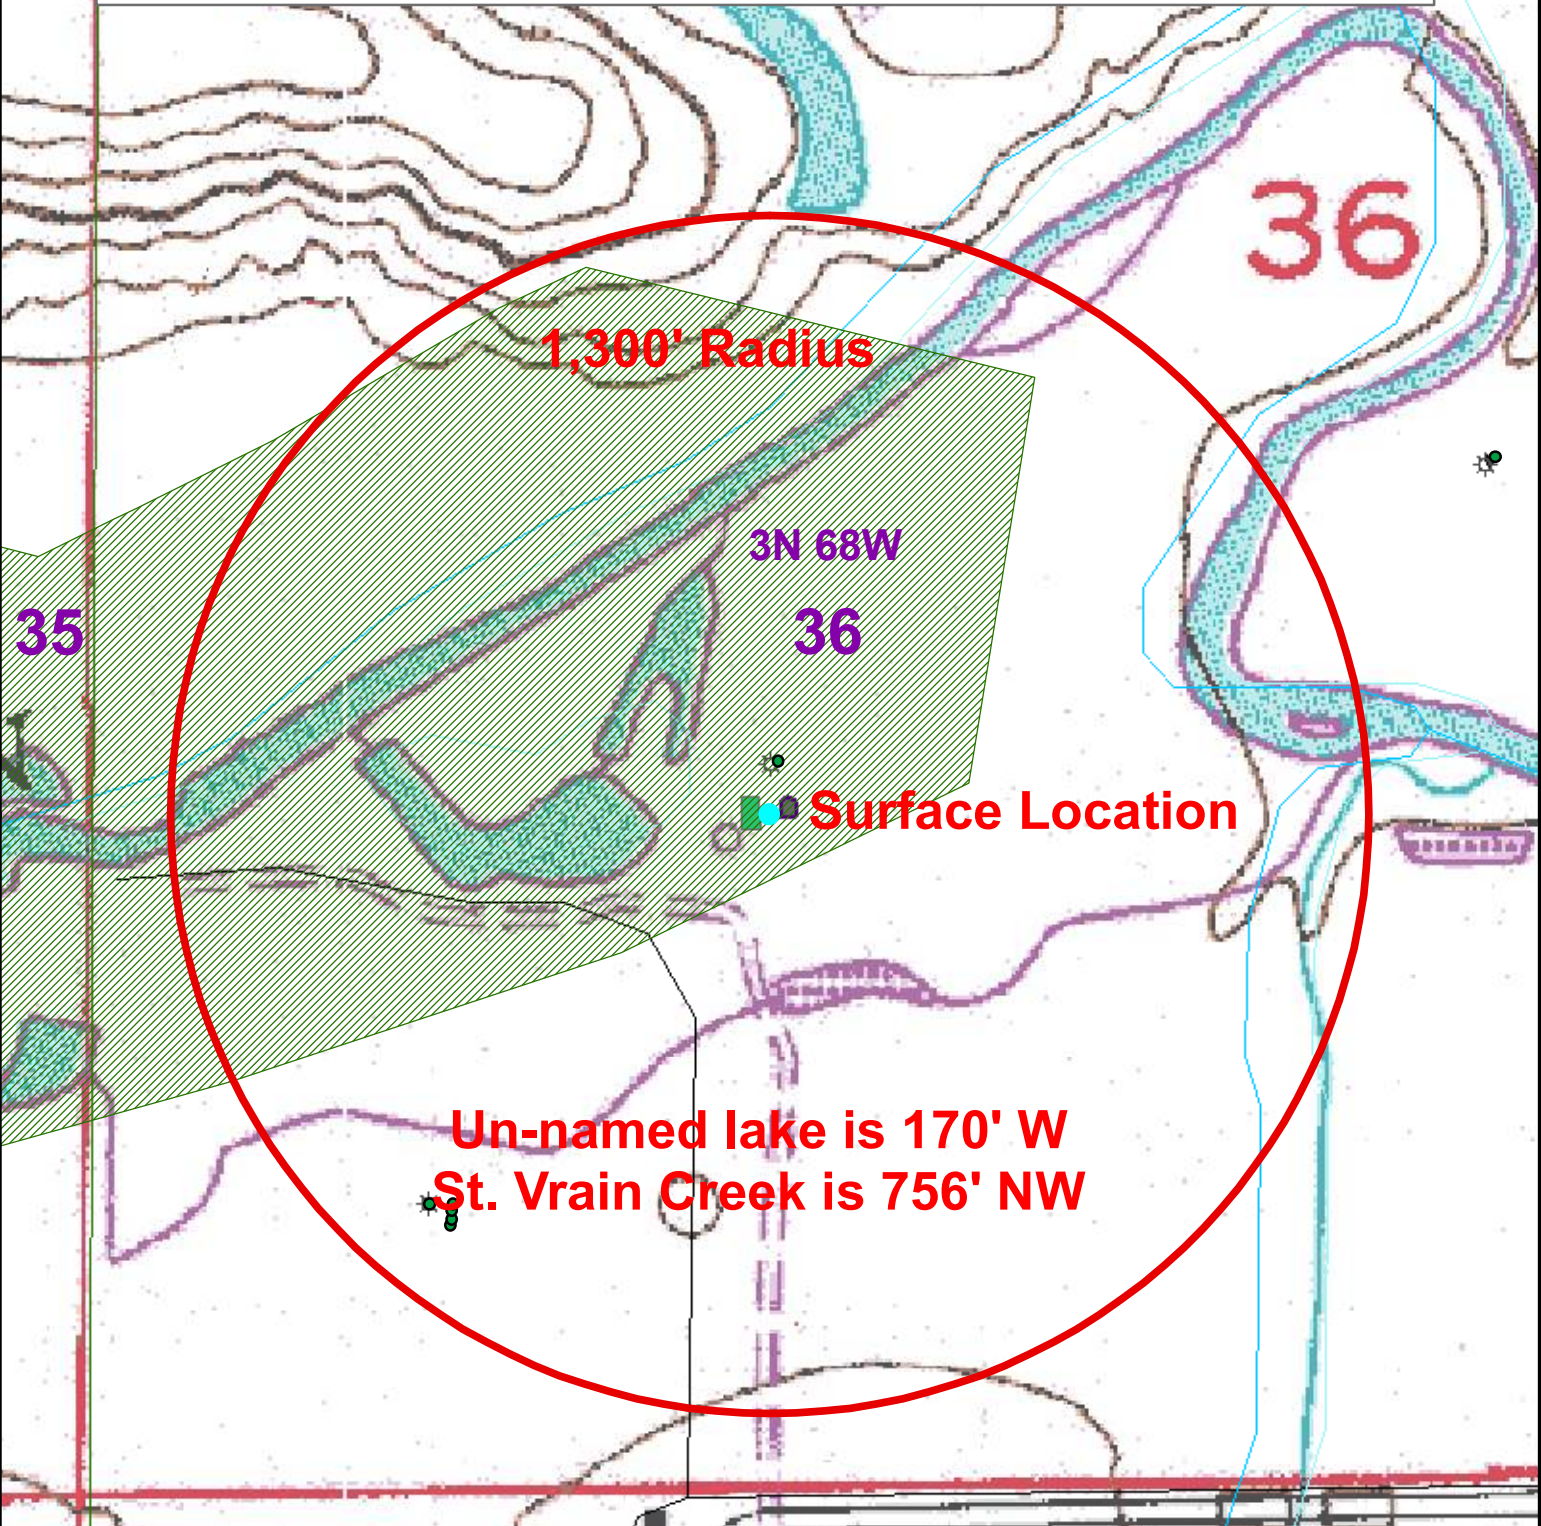 36
1,300' Radius
3N 68W
35
36
Surface Location
Un-named lake is 170' W
St. Vrain Creek is 756' NW